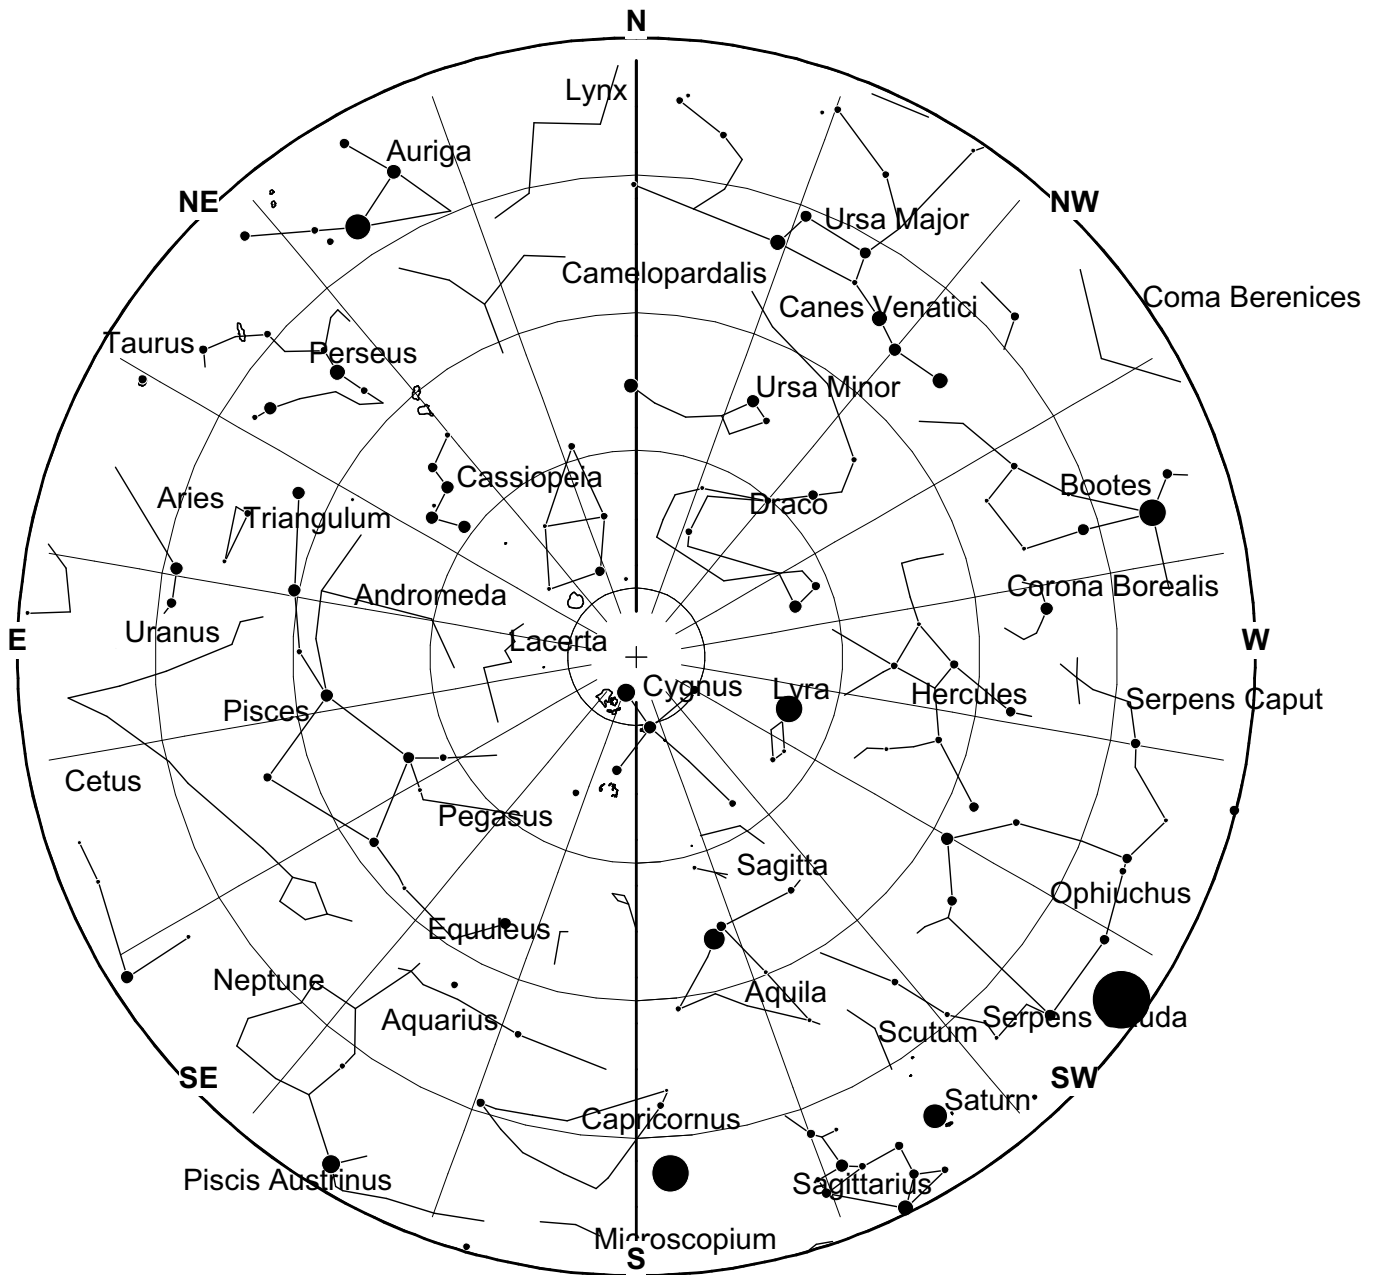 N
Lynx
Auriga
NE
NW
Ursa Major
Camelopardalis
Coma Berenices
Canes Venatici
Taurus
Perseus
Ursa Minor
Cassiopeia
Bootes
Aries
Triangulum
Draco
Corona Borealis
Andromeda
Uranus
E
Lacerta
W
Cygnus
Lyra
Hercules
Serpens Caput
Pisces
Cetus
Pegasus
Sagitta
Ophiuchus
Equuleus
Neptune
Aquila
Aquarius
Scutum
Serpens Cauda
SE
SW
Saturn
Capricornus
Piscis Austrinus
Sagittarius
Microscopium
S